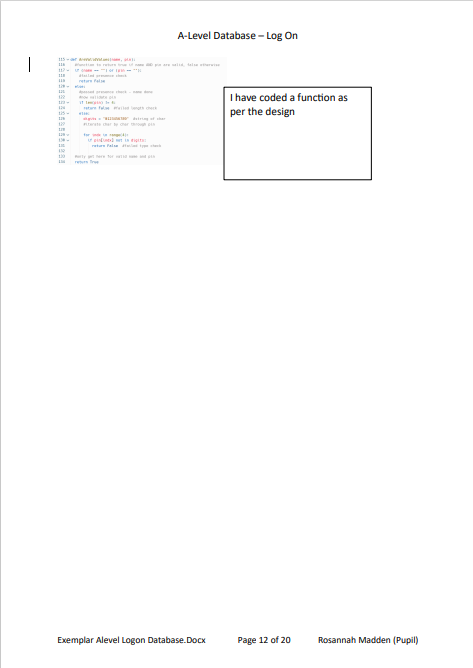 A-Level Database – Log On
115 def AreValidValues(name, pin):
116 #function to return true if name AND pin are valid, false otherwise
117 if (name == "") or (pin == ""):
118 #failed presence check
119 return False
120 else:
121 #passed presence check - name done
122 #now validate pin
123 if len(pin) != 4:
124 return False #failed length check
125 else:
126 digits = "0123456789" #string of char
127 #iterate char by char through pin
128
129 for indx in range(4):
130 if pin[indx] not in digits:
131 return False #failed type check
132
133 #only get here for valid name and pin
134 return True
I have coded a function as
per the design
Exemplar Alevel Logon Database.Docx Page 12 of 20 Rosannah Madden (Pupil)